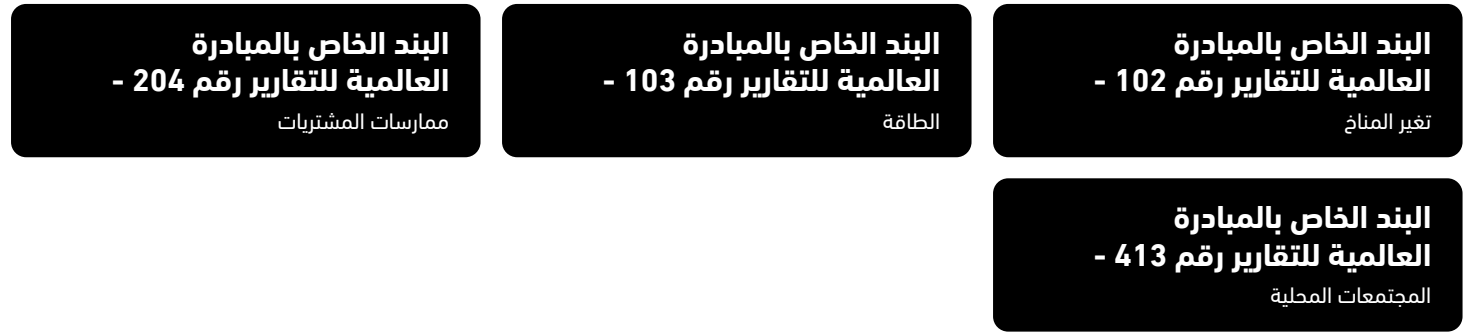 البند الخاص بالمبادرة
العالمية للتقارير رقم 102 -
تغير المناخ
البند الخاص بالمبادرة
العالمية للتقارير رقم 103 -
الطاقة
البند الخاص بالمبادرة
العالمية للتقارير رقم 204 -
ممارسات المشتريات
البند الخاص بالمبادرة
العالمية للتقارير رقم 413 -
المجتمعات المحلية